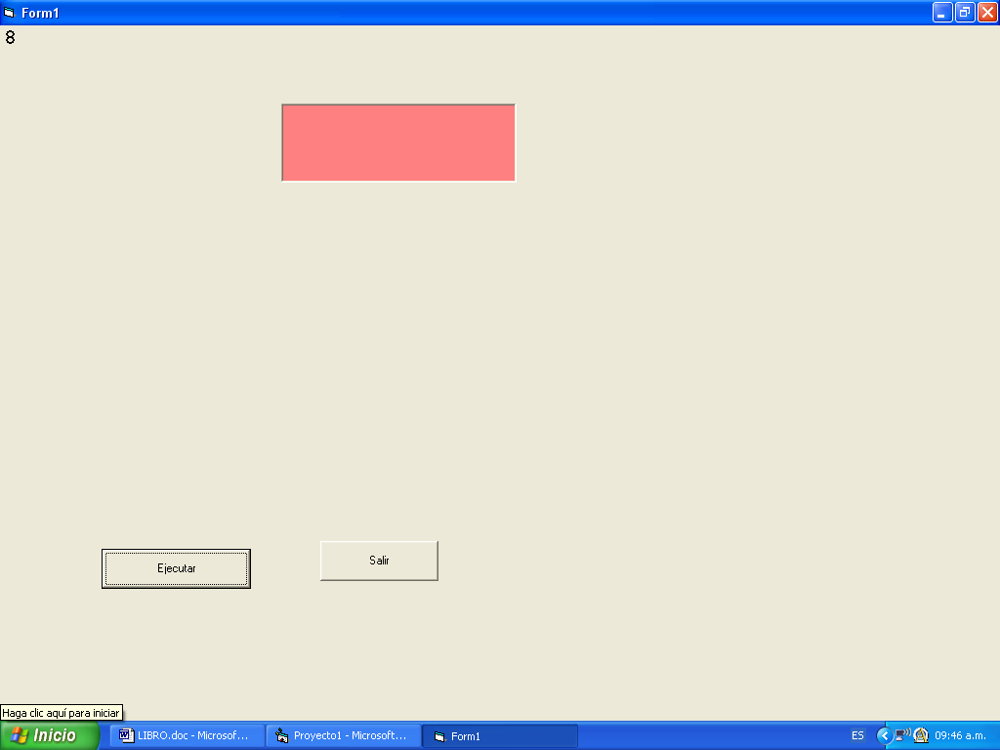 Form1
8
Ejecutar
Salir
Haga clic aquí para iniciar
Inicio
LIBRO.doc - Microsof...
Proyecto1 - Microsoft...
Form1
ES
09:46 a.m.